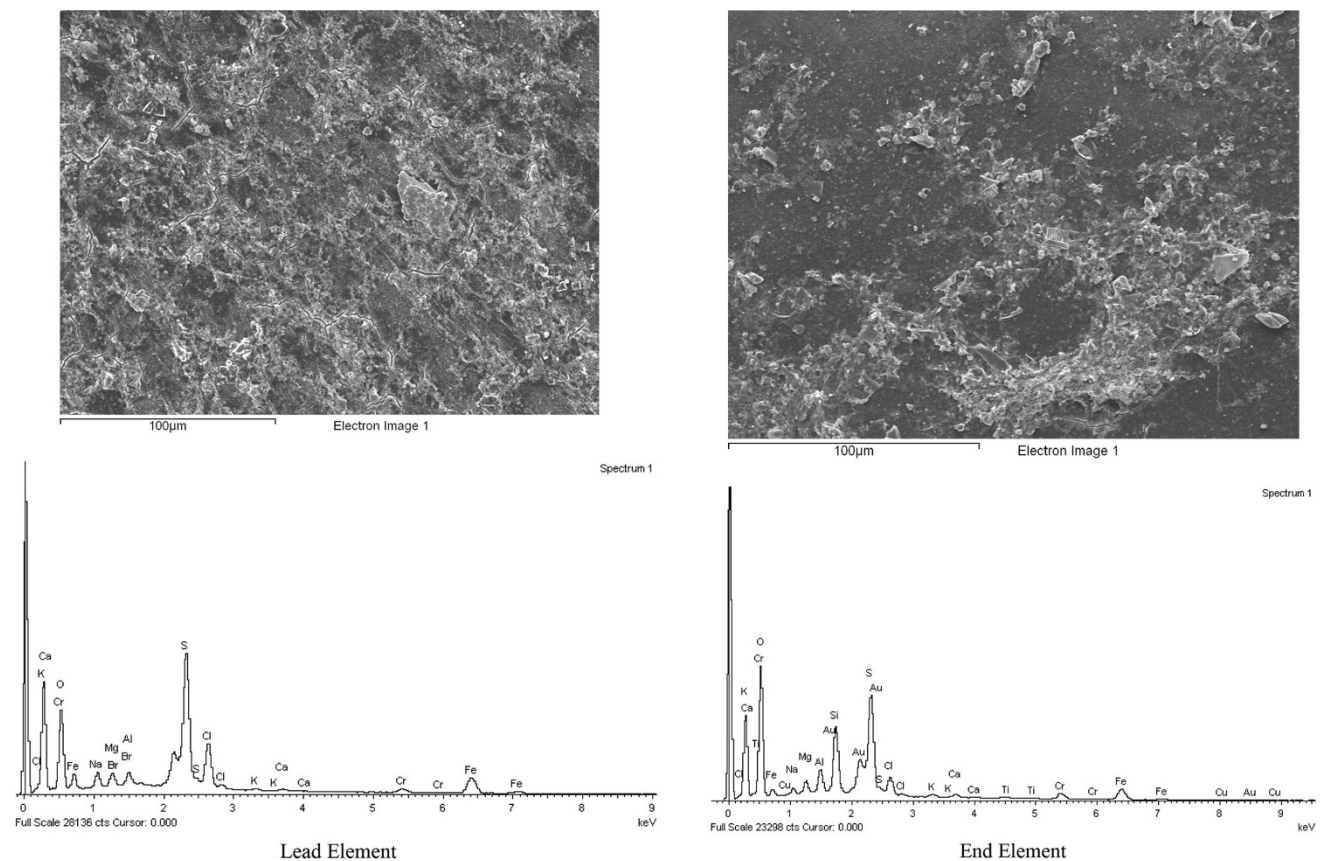 100µm
Electron Image 1
100µm
Electron Image 1
Spectrum 1
Ca
K
O
Cr
Cl
Fe
Na
Mg
Br
Al
Br
S
S
Cl
Cl
K
K
Ca
Ca
Cr
Cr
Fe
Fe
0 1 2 3 4 5 6 7 8 9
Full Scale 28136 cts Cursor: 0.000 keV
Lead Element
Spectrum 1
O
K
Cr
Ca
Ti
Cl
Fe
Cu
Na
Mg
Al
Si
Au
Au
S
Au
S
Cl
Cl
K
K
Ca
Ca
Ti
Ti
Cr
Cr
Fe
Fe
Cu
Au
Cu
0 1 2 3 4 5 6 7 8 9
Full Scale 23298 cts Cursor: 0.000 keV
End Element